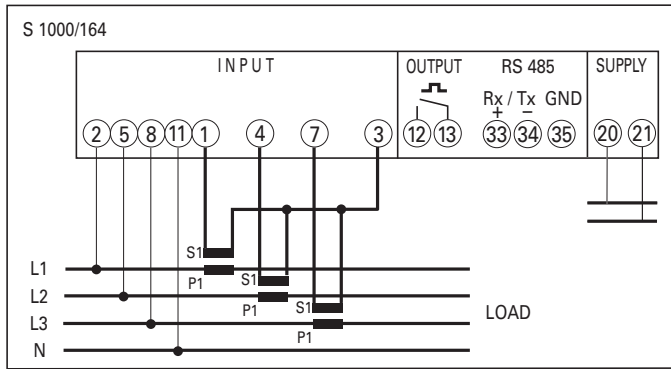 S 1000/164
INPUT OUTPUT RS 485 SUPPLY
Rx / Tx GND
+ −
2 5 8 11 1 4 7 3 12 13 33 34 35 20 21
S1
L1
P1 S1
L2
P1 S1
L3
P1
LOAD
N